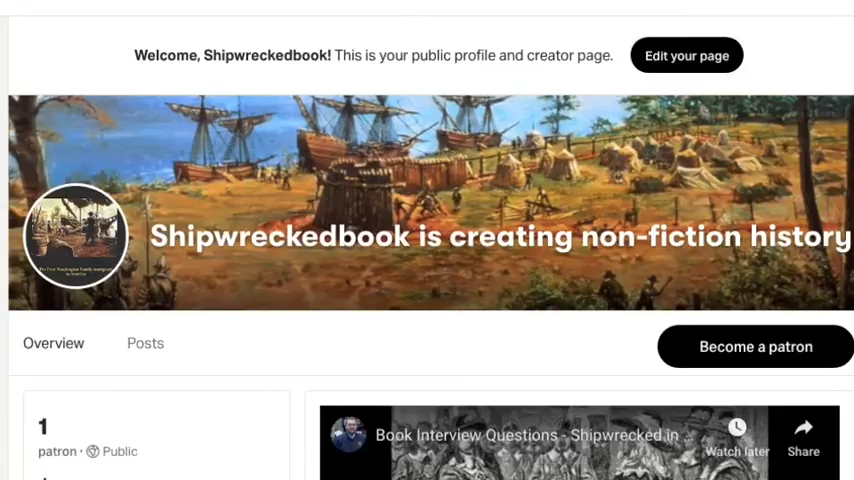 Welcome, Shipwreckedbook! This is your public profile and creator page.
Edit your page
Shipwreckedbook is creating non-fiction history
Overview
Posts
Become a patron
1
patron · Public
Book Interview Questions - Shipwrecked in ...
Watch later
Share